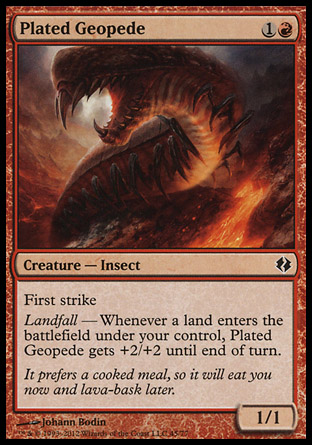 Plated Geopede 1
Creature — Insect
First strike
Landfall — Whenever a land enters the
battlefield under your control, Plated
Geopede gets +2/+2 until end of turn.
It prefers a cooked meal, so it will eat you
now and lava-bask later.
Johann Bodin
1/1